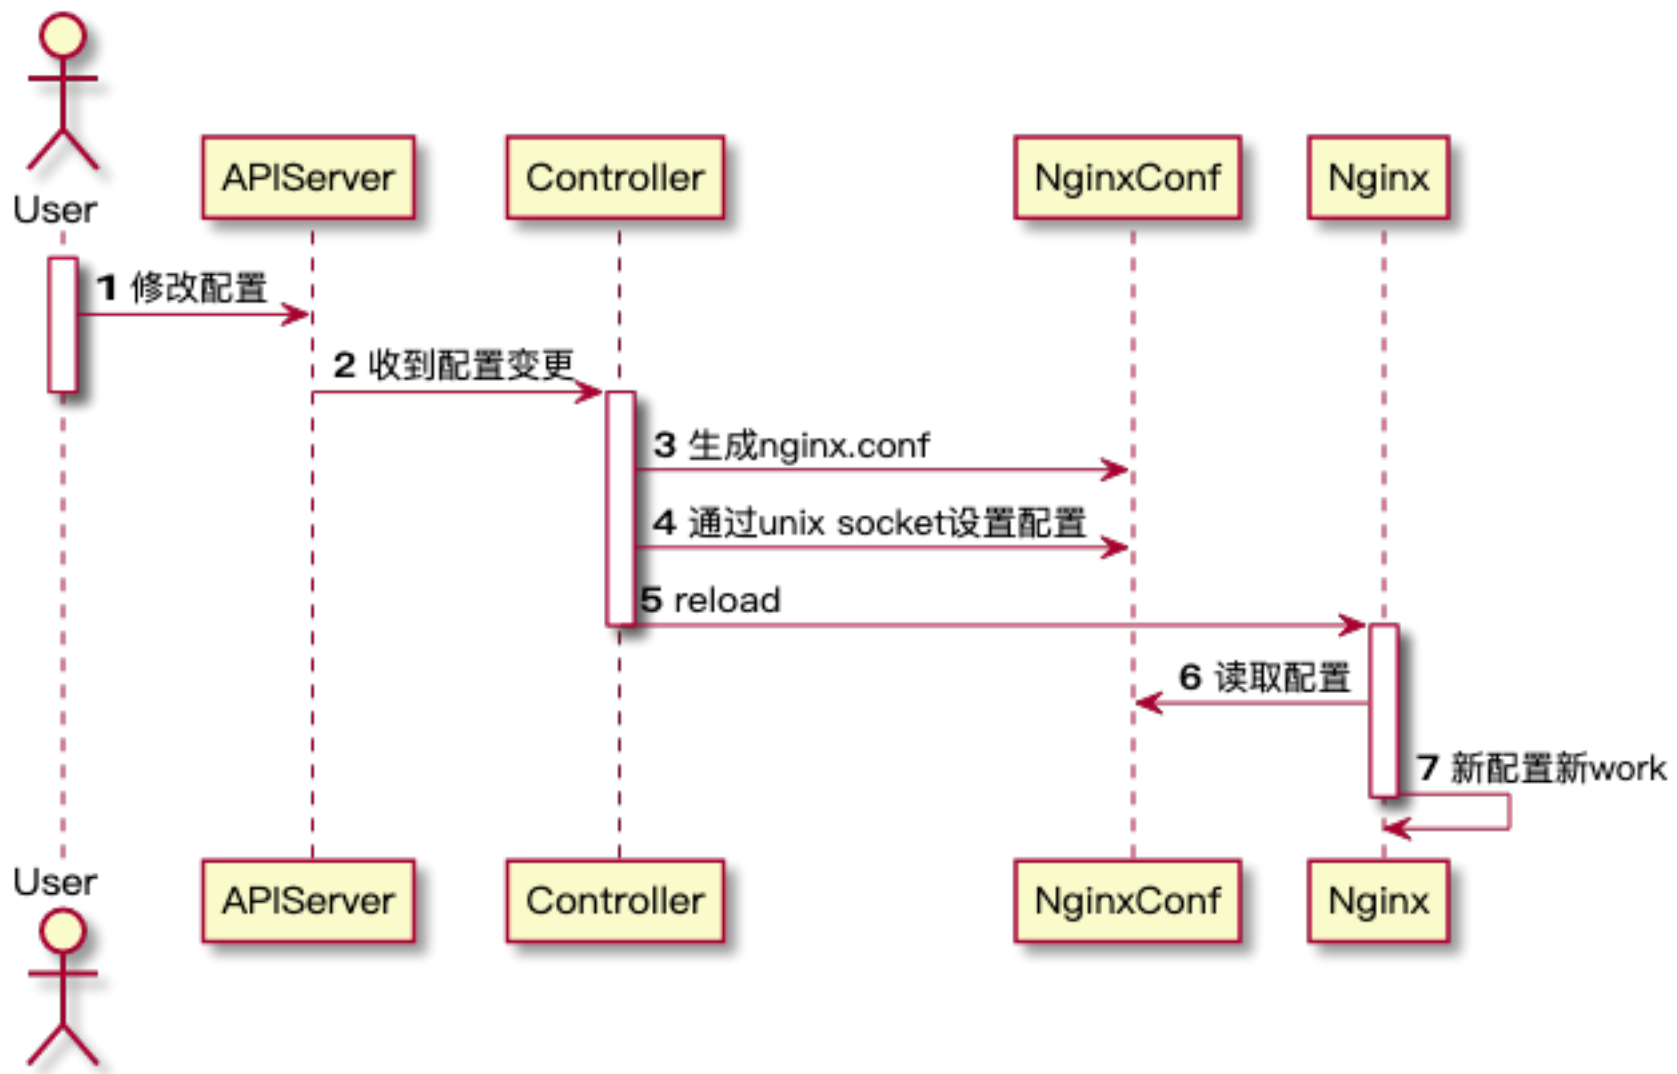 User
APIServer
Controller
NginxConf
Nginx
1 修改配置
2 收到配置变更
3 生成nginx.conf
4 通过unix socket设置配置
5 reload
6 读取配置
7 新配置新work
User
APIServer
Controller
NginxConf
Nginx